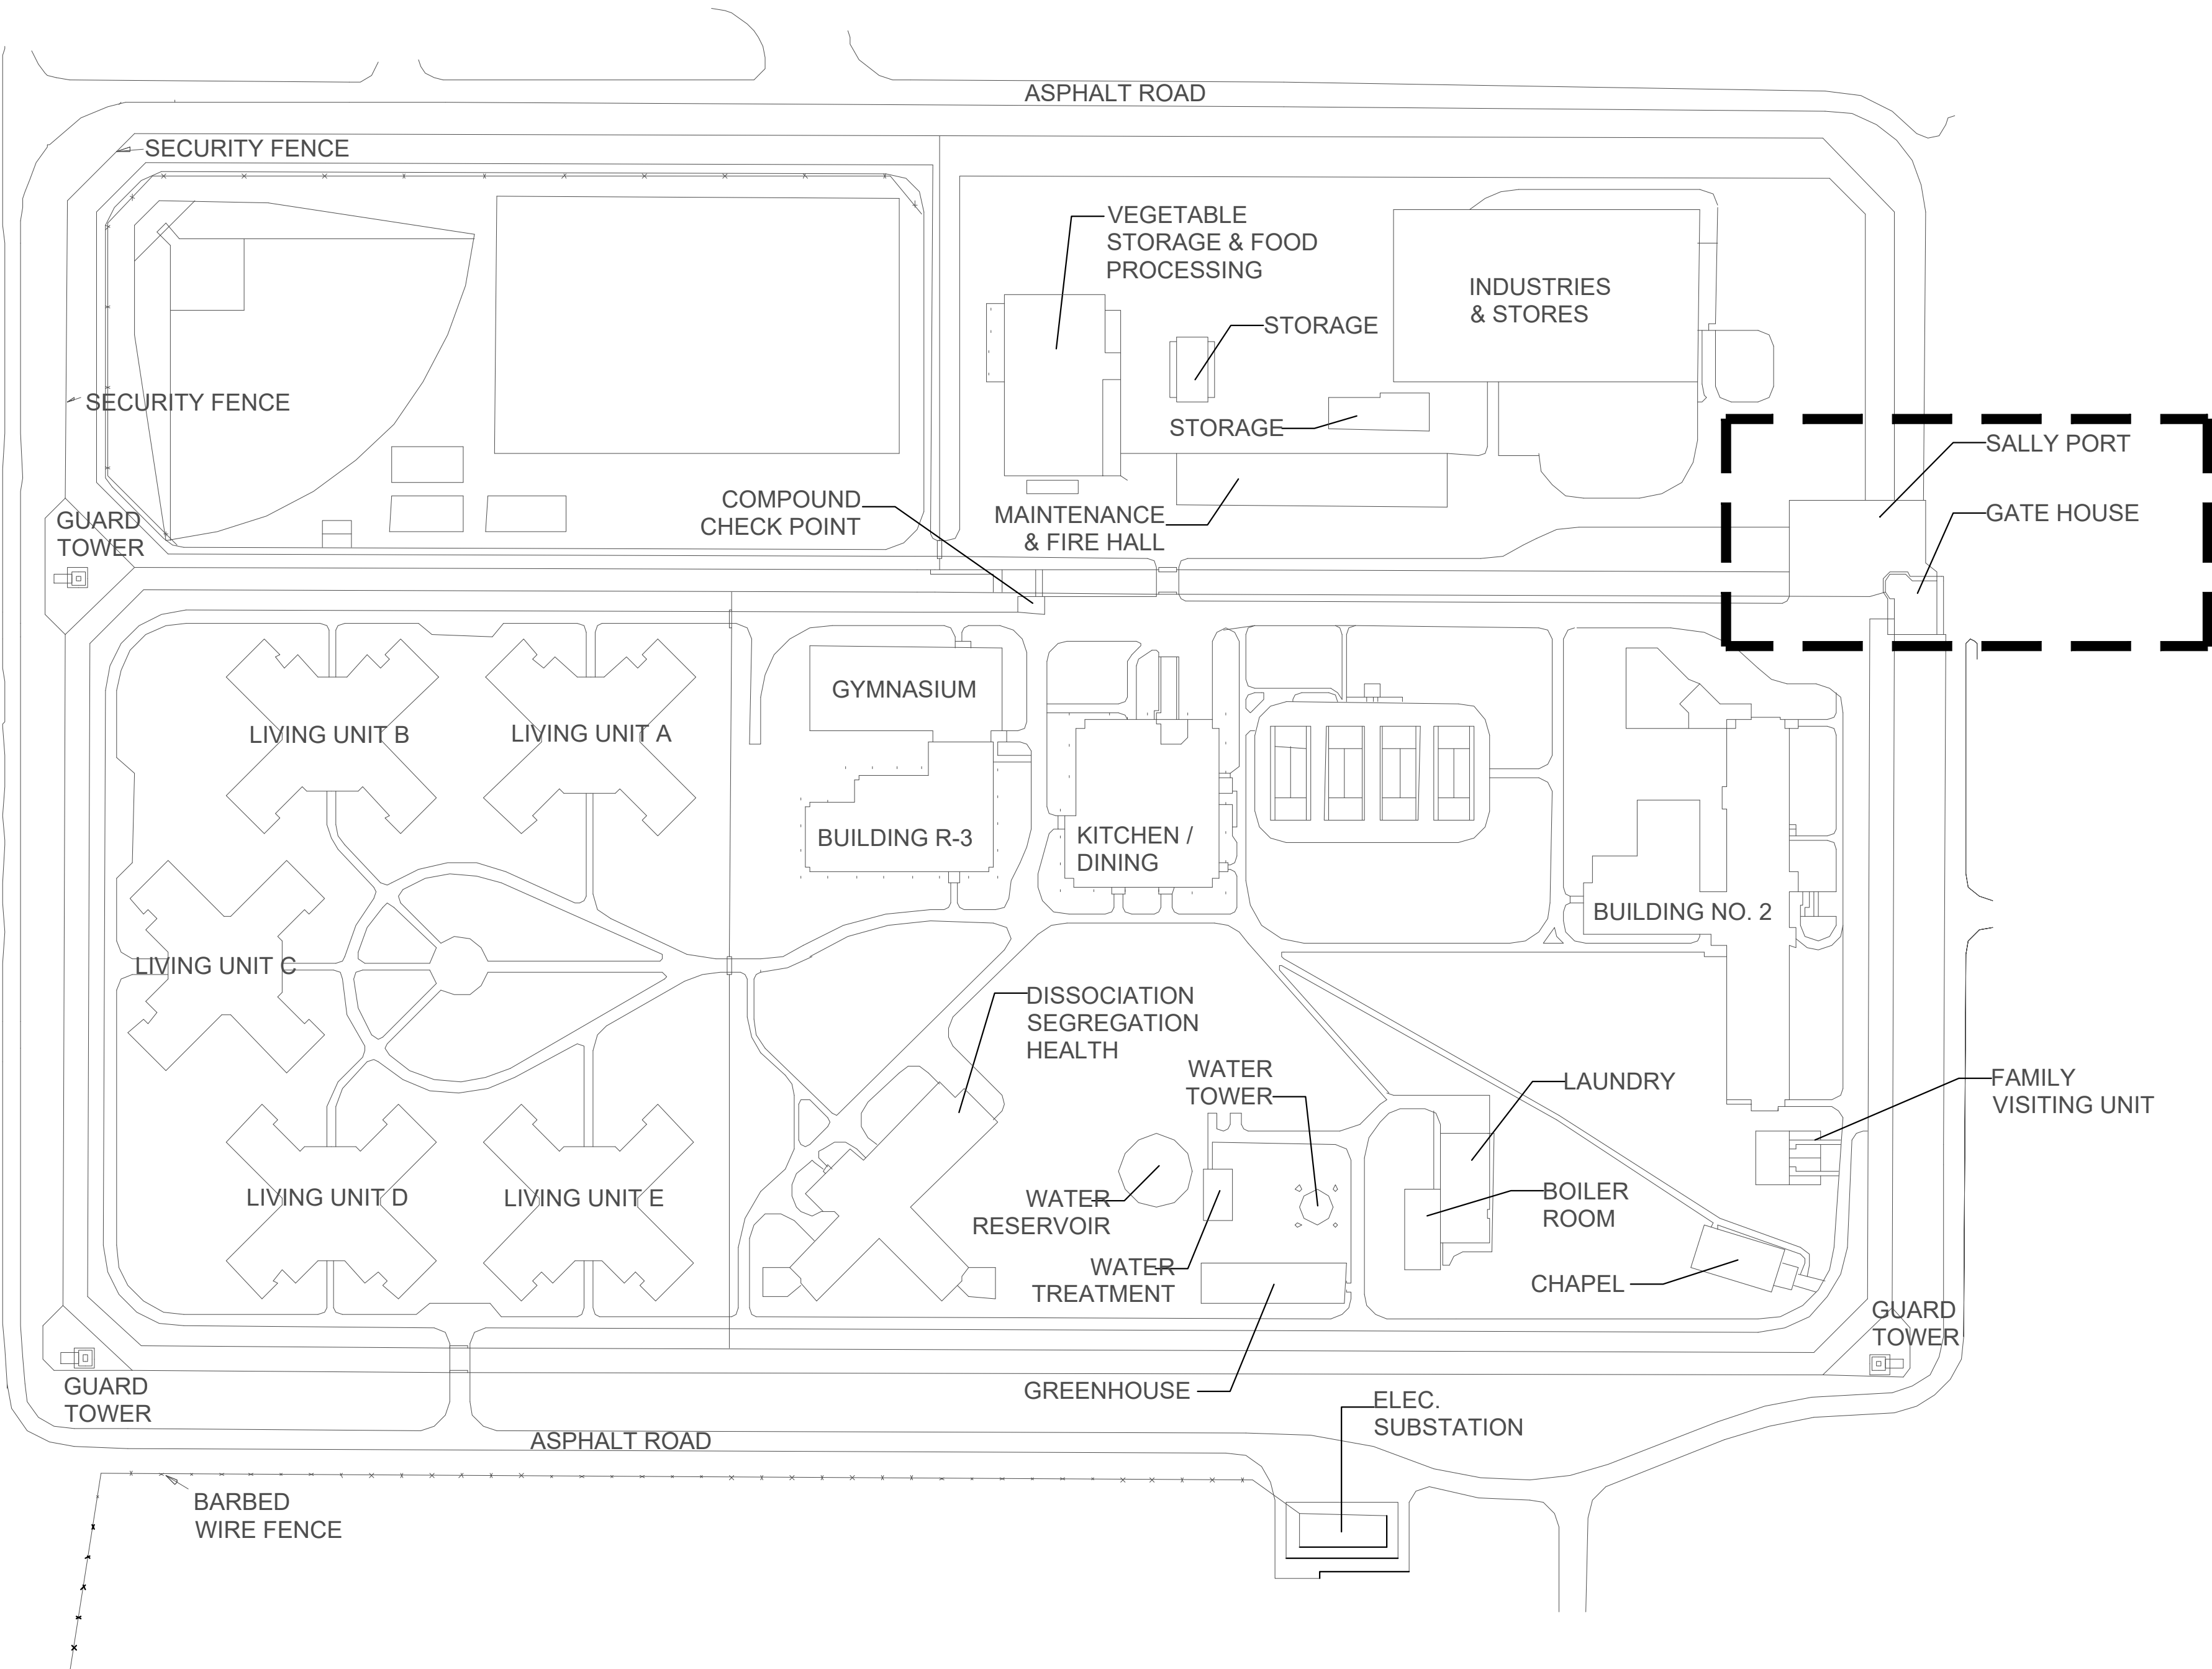 ASPHALT ROAD
SECURITY FENCE
VEGETABLE
STORAGE & FOOD
PROCESSING
INDUSTRIES
& STORES
STORAGE
SECURITY FENCE
STORAGE
SALLY PORT
COMPOUND
CHECK POINT
MAINTENANCE
& FIRE HALL
GATE HOUSE
GUARD
TOWER
GYMNASIUM
LIVING UNIT B
LIVING UNIT A
BUILDING R-3
KITCHEN /
DINING
BUILDING NO. 2
LIVING UNIT C
DISSOCIATION
SEGREGATION
HEALTH
WATER
TOWER
LAUNDRY
FAMILY
VISITING UNIT
LIVING UNIT D
LIVING UNIT E
WATER
RESERVOIR
BOILER
ROOM
WATER
TREATMENT
CHAPEL
GUARD
TOWER
GUARD
TOWER
GREENHOUSE
ELEC.
SUBSTATION
ASPHALT ROAD
BARBED
WIRE FENCE